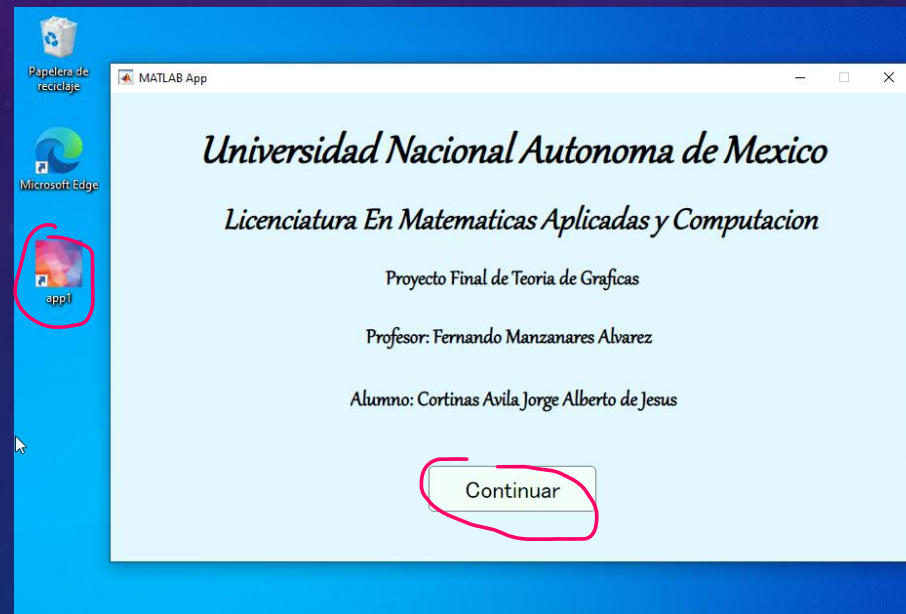 Papelera de
reciclaje
Microsoft Edge
app1
MATLAB App
Universidad Nacional Autonoma de Mexico
Licenciatura En Matematicas Aplicadas y Computacion
Proyecto Final de Teoria de Graficas
Profesor: Fernando Manzanares Alvarez
Alumno: Cortinas Avila Jorge Alberto de Jesus
Continuar